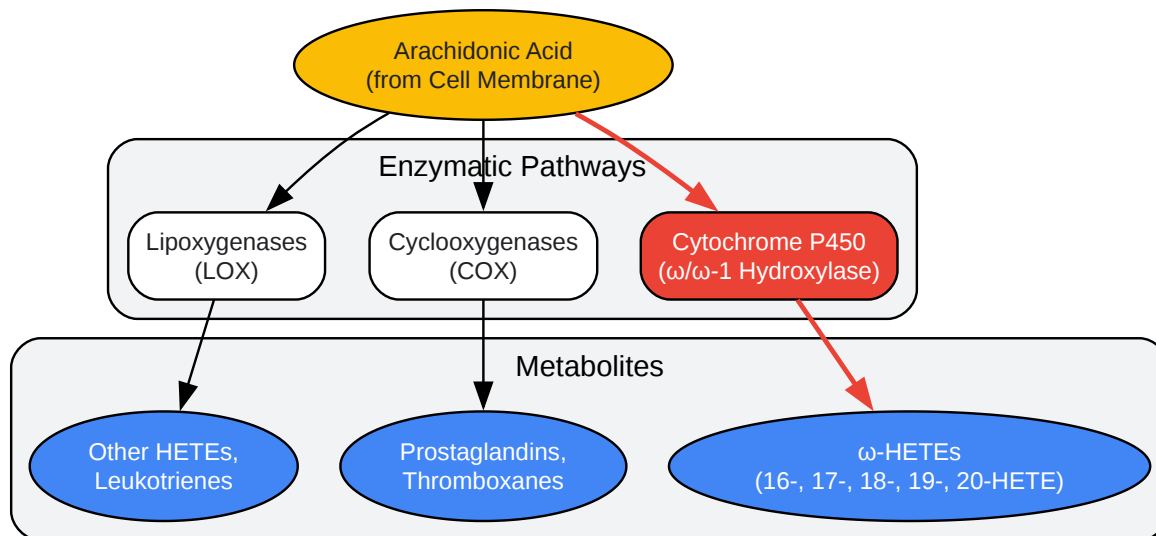 Arachidonic Acid
(from Cell Membrane)
Enzymatic Pathways
Lipoxygenases
(LOX)
Cyclooxygenases
(COX)
Cytochrome P450
(ω/ω-1 Hydroxylase)
Metabolites
Other HETEs,
Leukotrienes
Prostaglandins,
Thromboxanes
ω-HETEs
(16-, 17-, 18-, 19-, 20-HETE)